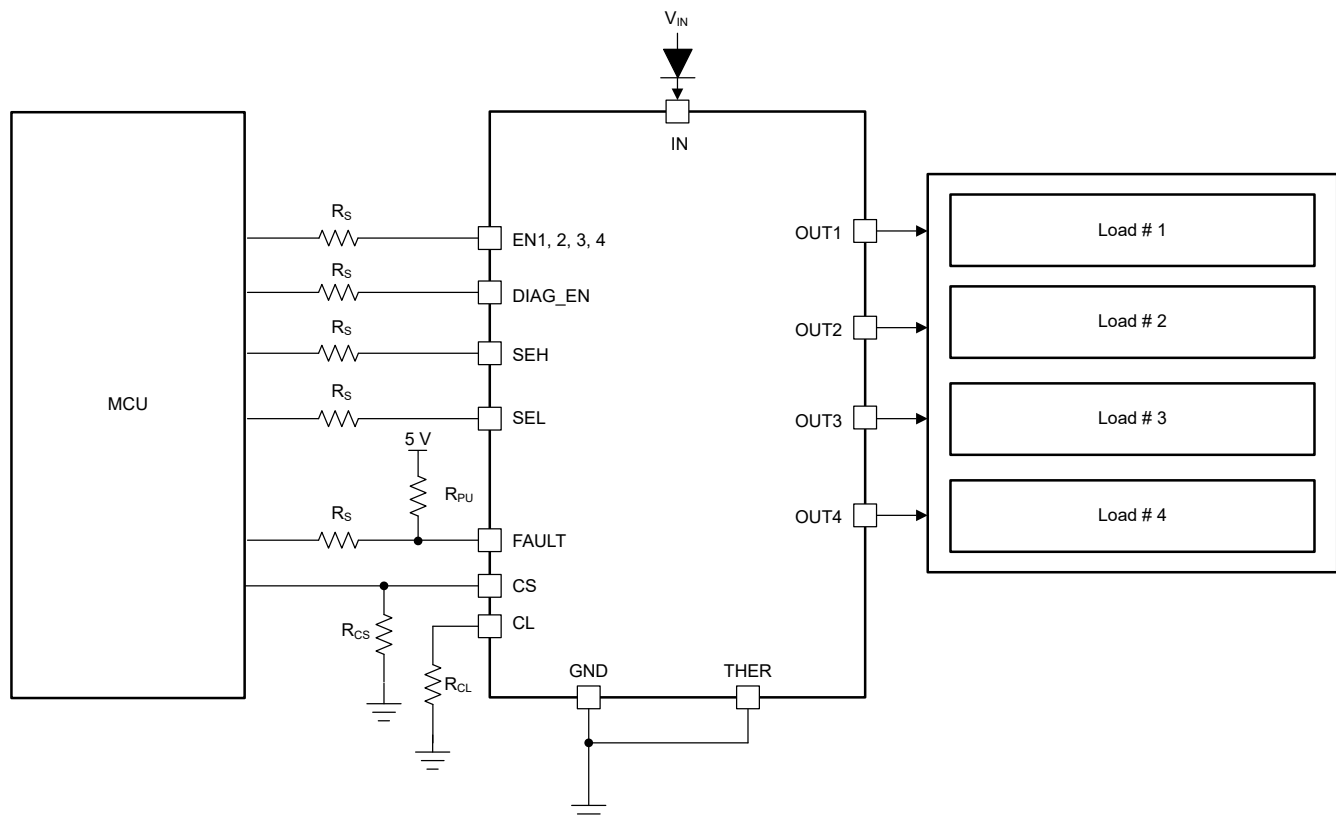 V_IN
IN
R_S
EN1, 2, 3, 4
OUT1
Load # 1
R_S
DIAG_EN
R_S
SEH
OUT2
Load # 2
MCU
R_S
SEL
OUT3
Load # 3
5 V
R_PU
R_S
FAULT
OUT4
Load # 4
CS
R_CS
CL
R_CL
GND
THER